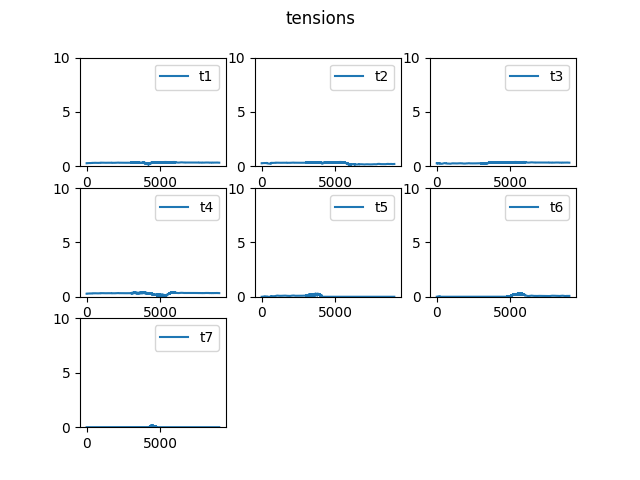 tensions
10 10 10
t1 t2 t3
5 5 5
0 0 0
0 5000 0 5000 0 5000
10 10 10
t4 t5 t6
5 5 5
0 0 0
0 5000 0 5000 0 5000
10
t7
5
0
0 5000